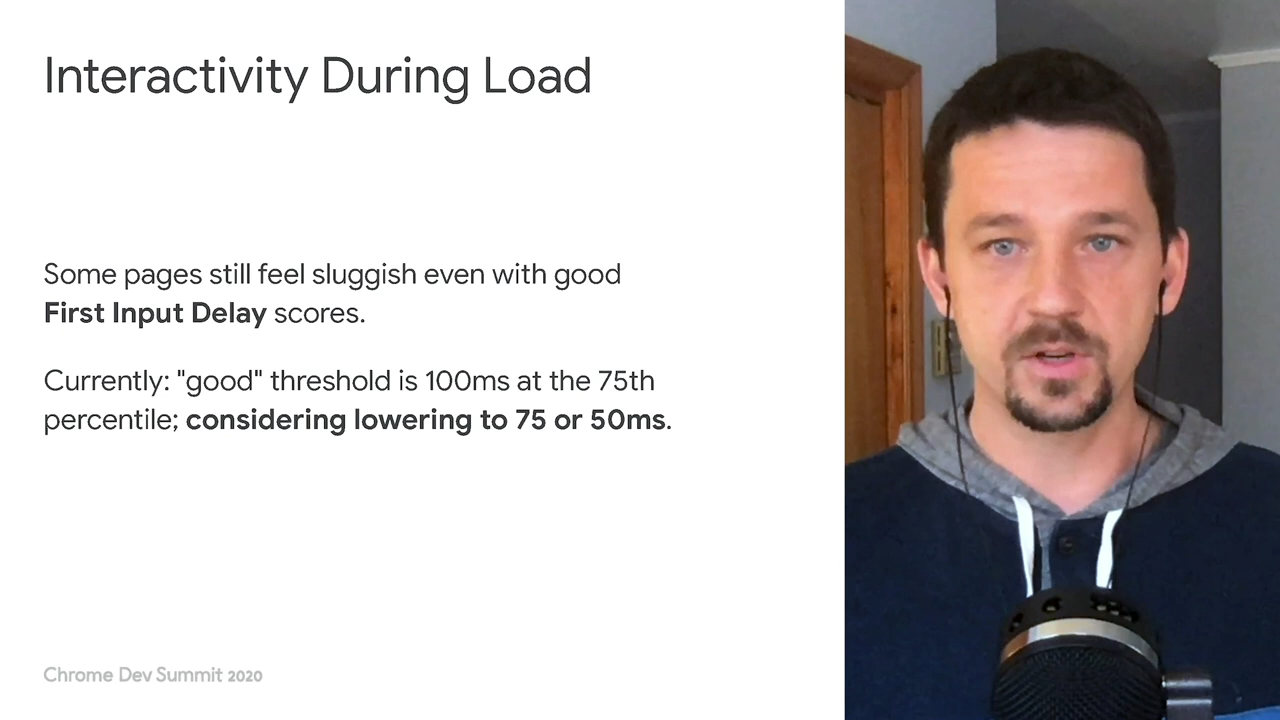 Interactivity During Load
Some pages still feel sluggish even with good
First Input Delay scores.
Currently: "good" threshold is 100ms at the 75th
percentile; considering lowering to 75 or 50ms.
Chrome Dev Summit 2020